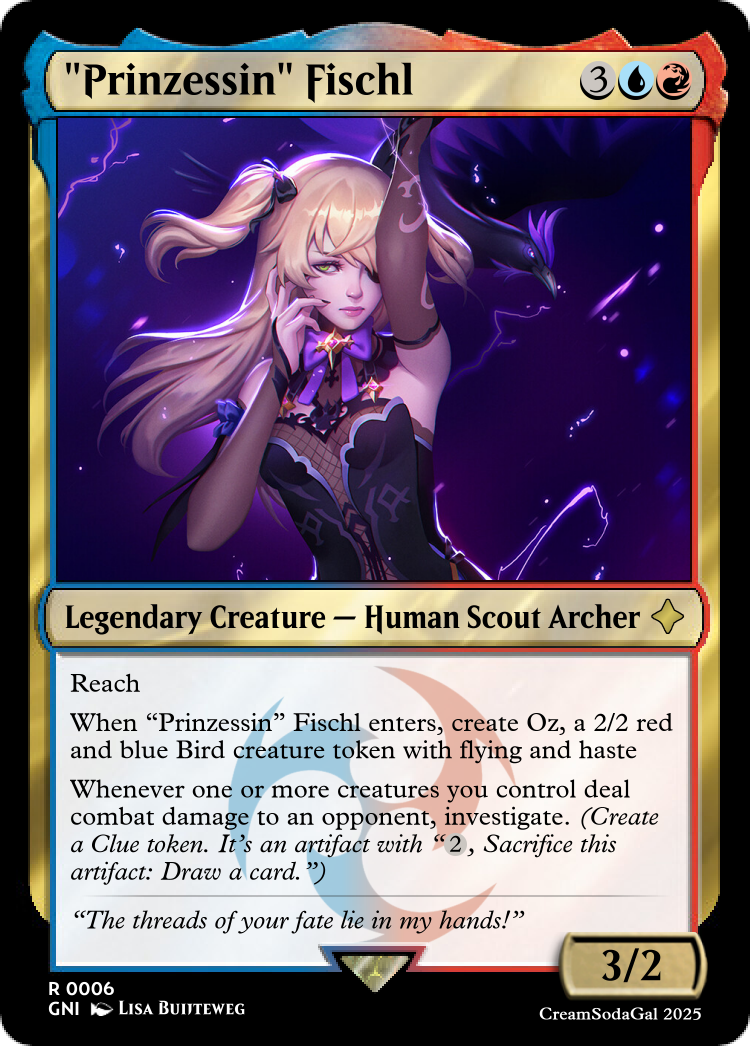 "Prinzessin" Fischl 3
Legendary Creature — Human Scout Archer
Reach
When “Prinzessin” Fischl enters, create Oz, a 2/2 red
and blue Bird creature token with flying and haste
Whenever one or more creatures you control deal
combat damage to an opponent, investigate. (Create
a Clue token. It’s an artifact with “2, Sacrifice this
artifact: Draw a card.”)
“The threads of your fate lie in my hands!”
3/2
R 0006
GNI Lisa Buijteweg
CreamSodaGal 2025